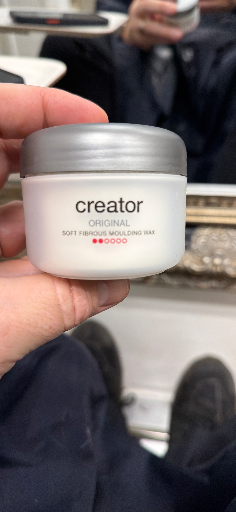 creator
ORIGINAL
SOFT FIBROUS MOULDING WAX